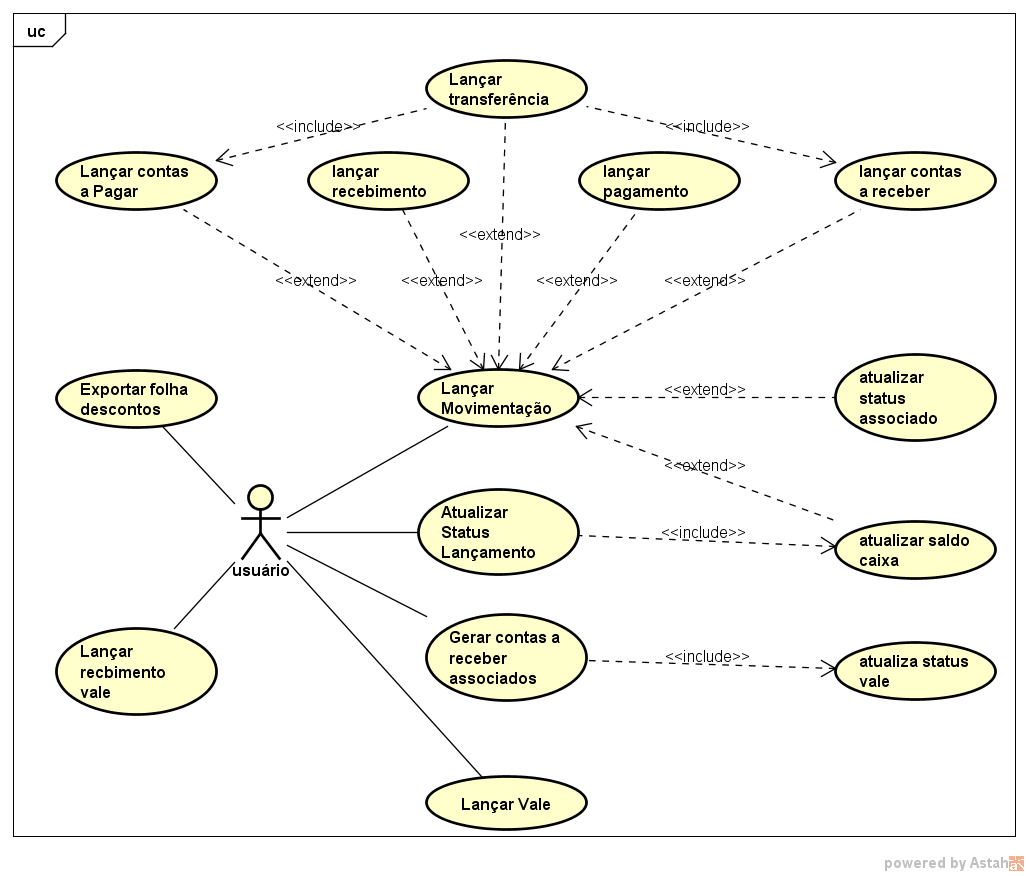 uc
Lançar
transferência
<<include>>
<<include>>
Lançar contas
a Pagar
lançar
recebimento
lançar
pagamento
lançar contas
a receber
<<extend>>
<<extend>>
<<extend>>
<<extend>>
<<extend>>
Exportar folha
descontos
Lançar
Movimentação
<<extend>>
atualizar
status
associado
<<extend>>
Atualizar
Status
Lançamento
<<include>>
atualizar saldo
caixa
usuário
Lançar
recbimento
vale
Gerar contas a
receber
associados
<<include>>
atualiza status
vale
Lançar Vale
powered by Astah